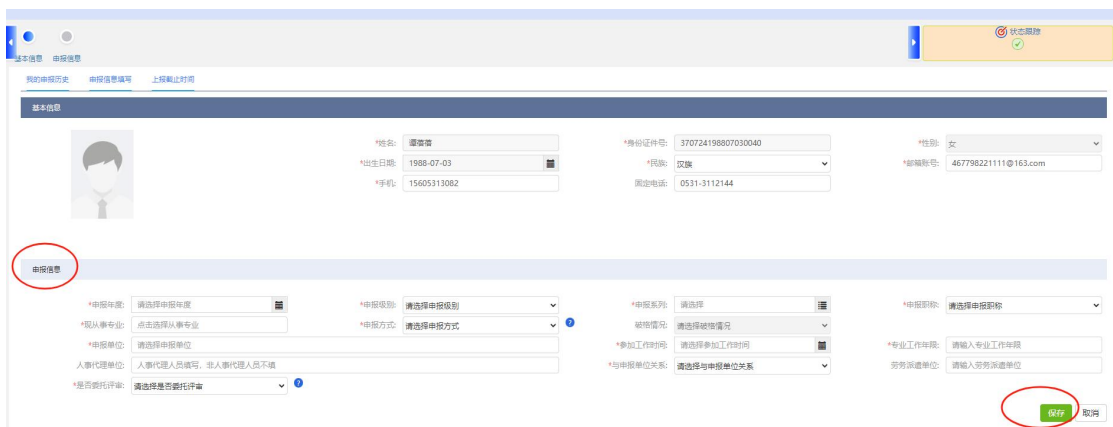 状态跟踪
基本信息 申报信息
我的申报历史 申报信息填写 上报截止时间
基本信息
*姓名: 谭蓓蓓 *身份证件号: 370724198807030040 *性别: 女
*出生日期: 1988-07-03 *民族: 汉族 *邮箱账号: 467798221111@163.com
*手机: 15605313082 固定电话: 0531-3112144
申报信息
*申报年度: 请选择申报年度 *申报级别: 请选择申报级别 *申报系列: 请选择 *申报职称: 请选择申报职称
*现从事专业: 点击选择从事专业 *申报方式: 请选择申报方式 ? 破格情况: 请选择破格情况
*申报单位: 请选择申报单位 *参加工作时间: 请选择参加工作时间 *专业工作年限: 请输入专业工作年限
人事代理单位: 人事代理人员填写，非人事代理人员不填 *与申报单位关系: 请选择与申报单位关系 劳务派遣单位: 请输入劳务派遣单位
*是否委托评审: 请选择是否委托评审 ?
保存 取消